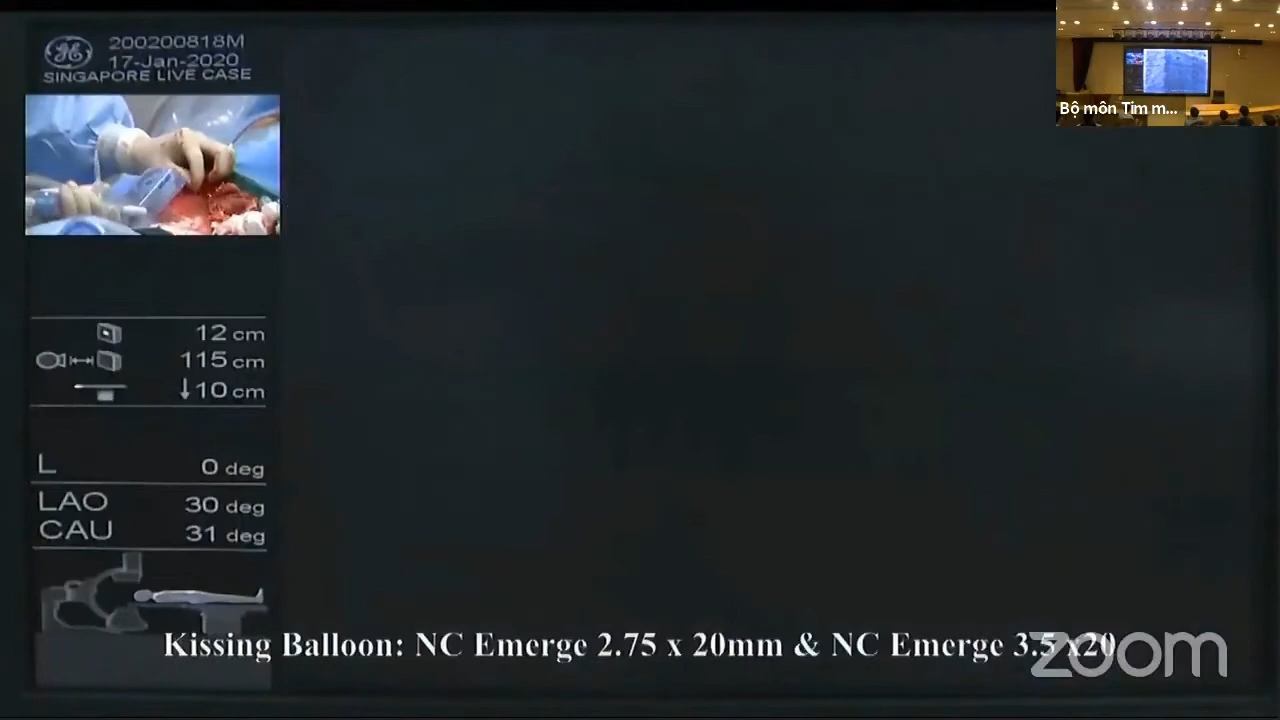 200200818M
17-Jan-2020
SINGAPORE LIVE CASE
Bộ môn Tim m...
12 cm
115 cm
↓10 cm
L 0 deg
LAO 30 deg
CAU 31 deg
Kissing Balloon: NC Emerge 2.75 x 20mm & NC Emerge 3.5 x20
zoom